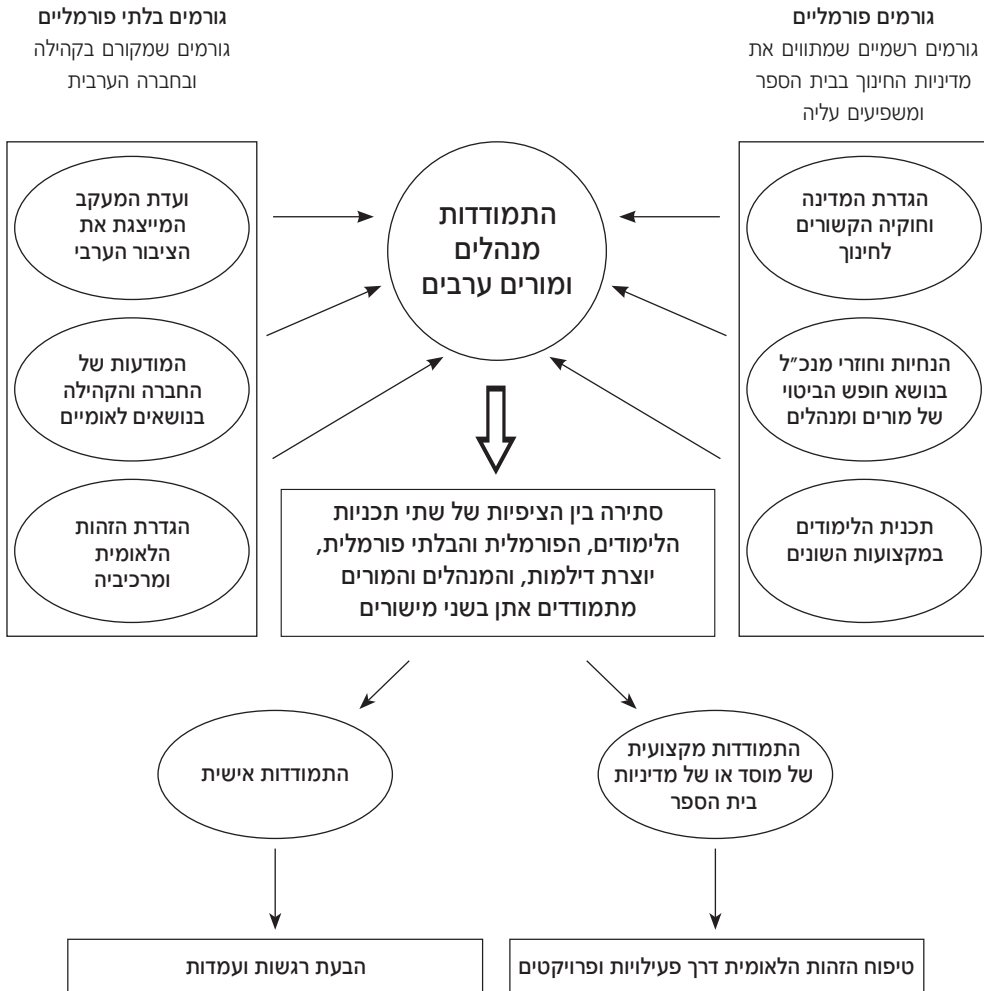 גורמים פורמליים
גורמים רשמיים שמתווים את
מדיניות החינוך בבית הספר
ומשפיעים עליה
גורמים בלתי פורמליים
גורמים שמקורם בקהילה
ובחברה הערבית
הגדרת המדינה
וחוקיה הקשורים
לחינוך
הנחיות וחוזרי מנכ״ל
בנושא חופש הביטוי
של מורים ומנהלים
תכנית הלימודים
במקצועות השונים
התמודדות
מנהלים
ומורים ערבים
ועדת המעקב
המייצגת את
הציבור הערבי
המודעות של
החברה והקהילה
בנושאים לאומיים
הגדרת הזהות
הלאומית
ומרכיביה
סתירה בין הציפיות של שתי תכניות
הלימודים, הפורמלית והבלתי פורמלית,
יוצרת דילמות, והמנהלים והמורים
מתמודדים אתן בשני מישורים
התמודדות מקצועית
של מוסד או של מדיניות
בית הספר
התמודדות אישית
טיפוח הזהות הלאומית דרך פעילויות ופרויקטים
הבעת רגשות ועמדות